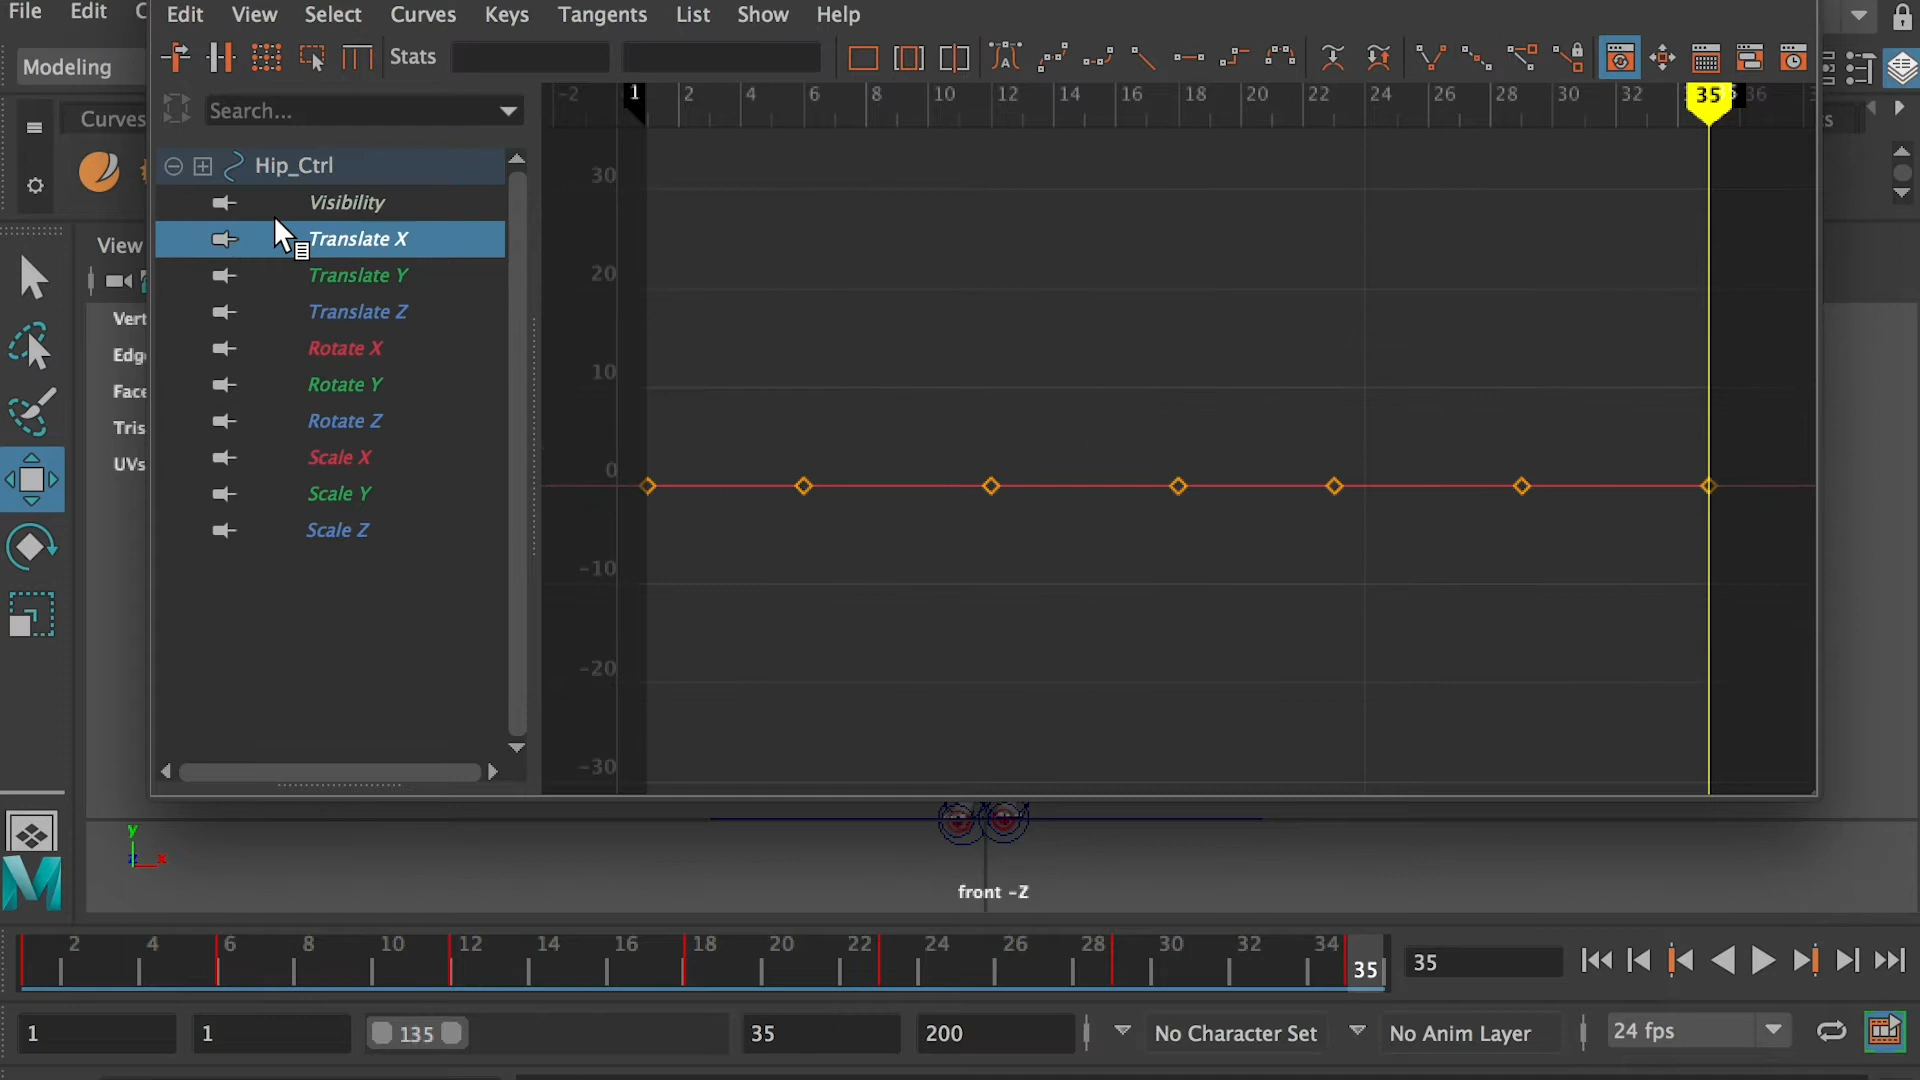 File Edit C
Edit View Select Curves Keys Tangents List Show Help
Modeling
Stats
Curves
Search...
-2 1 2 4 6 8 10 12 14 16 18 20 22 24 26 28 30 32 35 36
Hip_Ctrl
Visibility
Translate X
Translate Y
Translate Z
Rotate X
Rotate Y
Rotate Z
Scale X
Scale Y
Scale Z
View
Vert
Edg
Face
Tris
UVs
30
20
10
0
-10
-20
-30
y
z x
front -Z
2 4 6 8 10 12 14 16 18 20 22 24 26 28 30 32 34 35
35
1 1 135 35 200 No Character Set No Anim Layer 24 fps